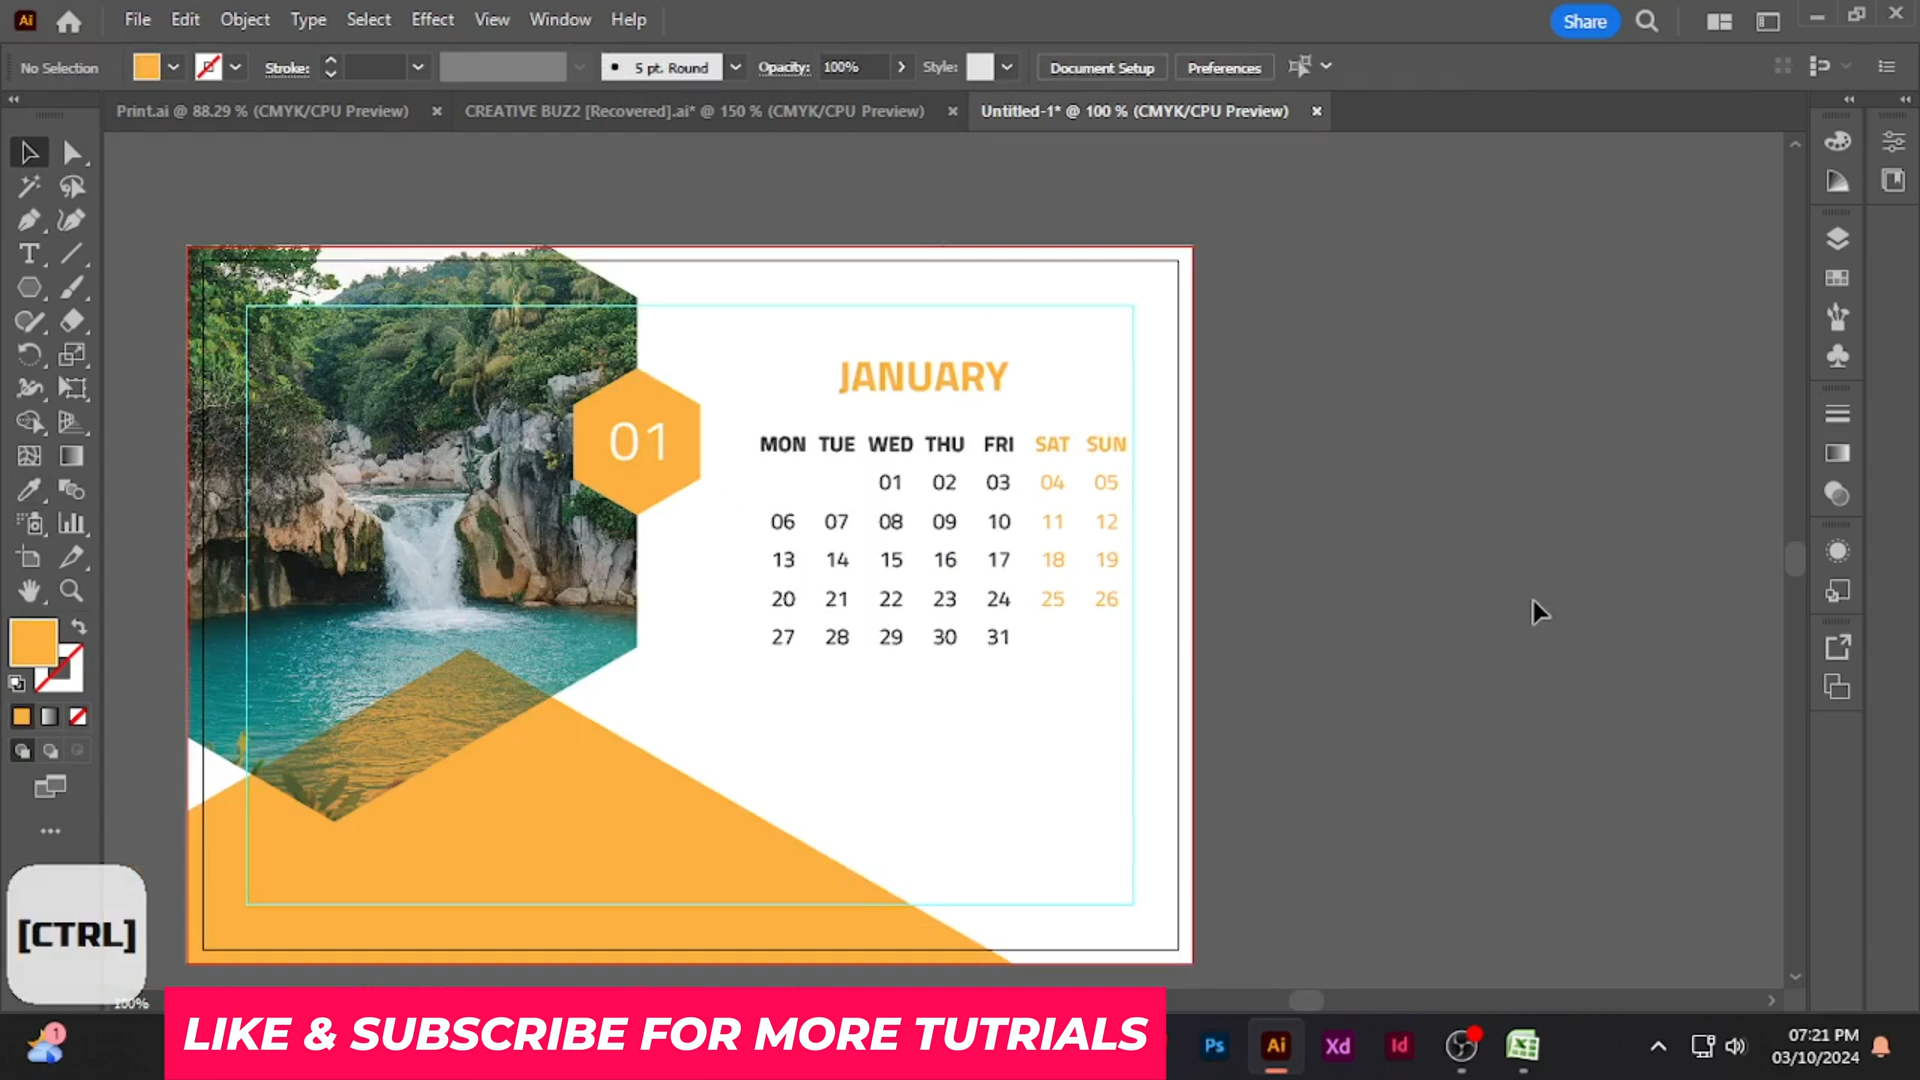 Ai File Edit Object Type Select Effect View Window Help Share
No Selection Stroke: 5 pt. Round Opacity: 100% Style: Document Setup Preferences
Print.ai @ 88.29 % (CMYK/CPU Preview) CREATIVE BUZ2 [Recovered].ai* @ 150 % (CMYK/CPU Preview) Untitled-1* @ 100 % (CMYK/CPU Preview)
JANUARY
01
MON TUE WED THU FRI SAT SUN
01 02 03 04 05
06 07 08 09 10 11 12
13 14 15 16 17 18 19
20 21 22 23 24 25 26
27 28 29 30 31
[CTRL]
100%
LIKE & SUBSCRIBE FOR MORE TUTRIALS
1
Ps Ai Xd Id
07:21 PM
03/10/2024